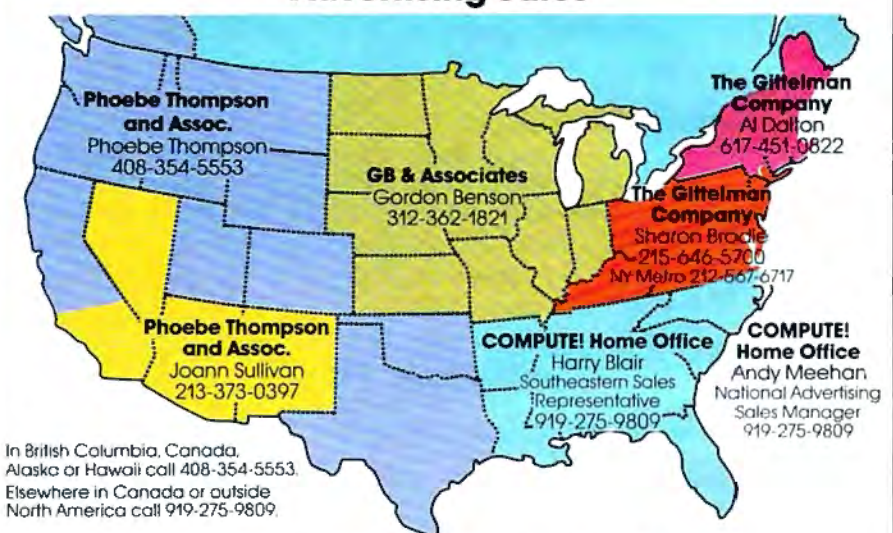 Phoebe Thompson
and Assoc.
Phoebe Thompson
408-354-5553
GB & Associates
Gordon Benson
312-362-1821
The Gittelman
Company
Al Dalton
617-451-0822
The Gittelman
Company
Sharon Brodie
215-646-5700
NY Metro 212-567-6717
Phoebe Thompson
and Assoc.
Joann Sullivan
213-373-0397
COMPUTE! Home Office
Harry Blair
Southeastern Sales
Representative
919-275-9809
COMPUTE!
Home Office
Andy Meehan
National Advertising
Sales Manager
919-275-9809
In British Columbia, Canada,
Alaska or Hawaii call 408-354-5553.
Elsewhere in Canada or outside
North America call 919-275-9809.